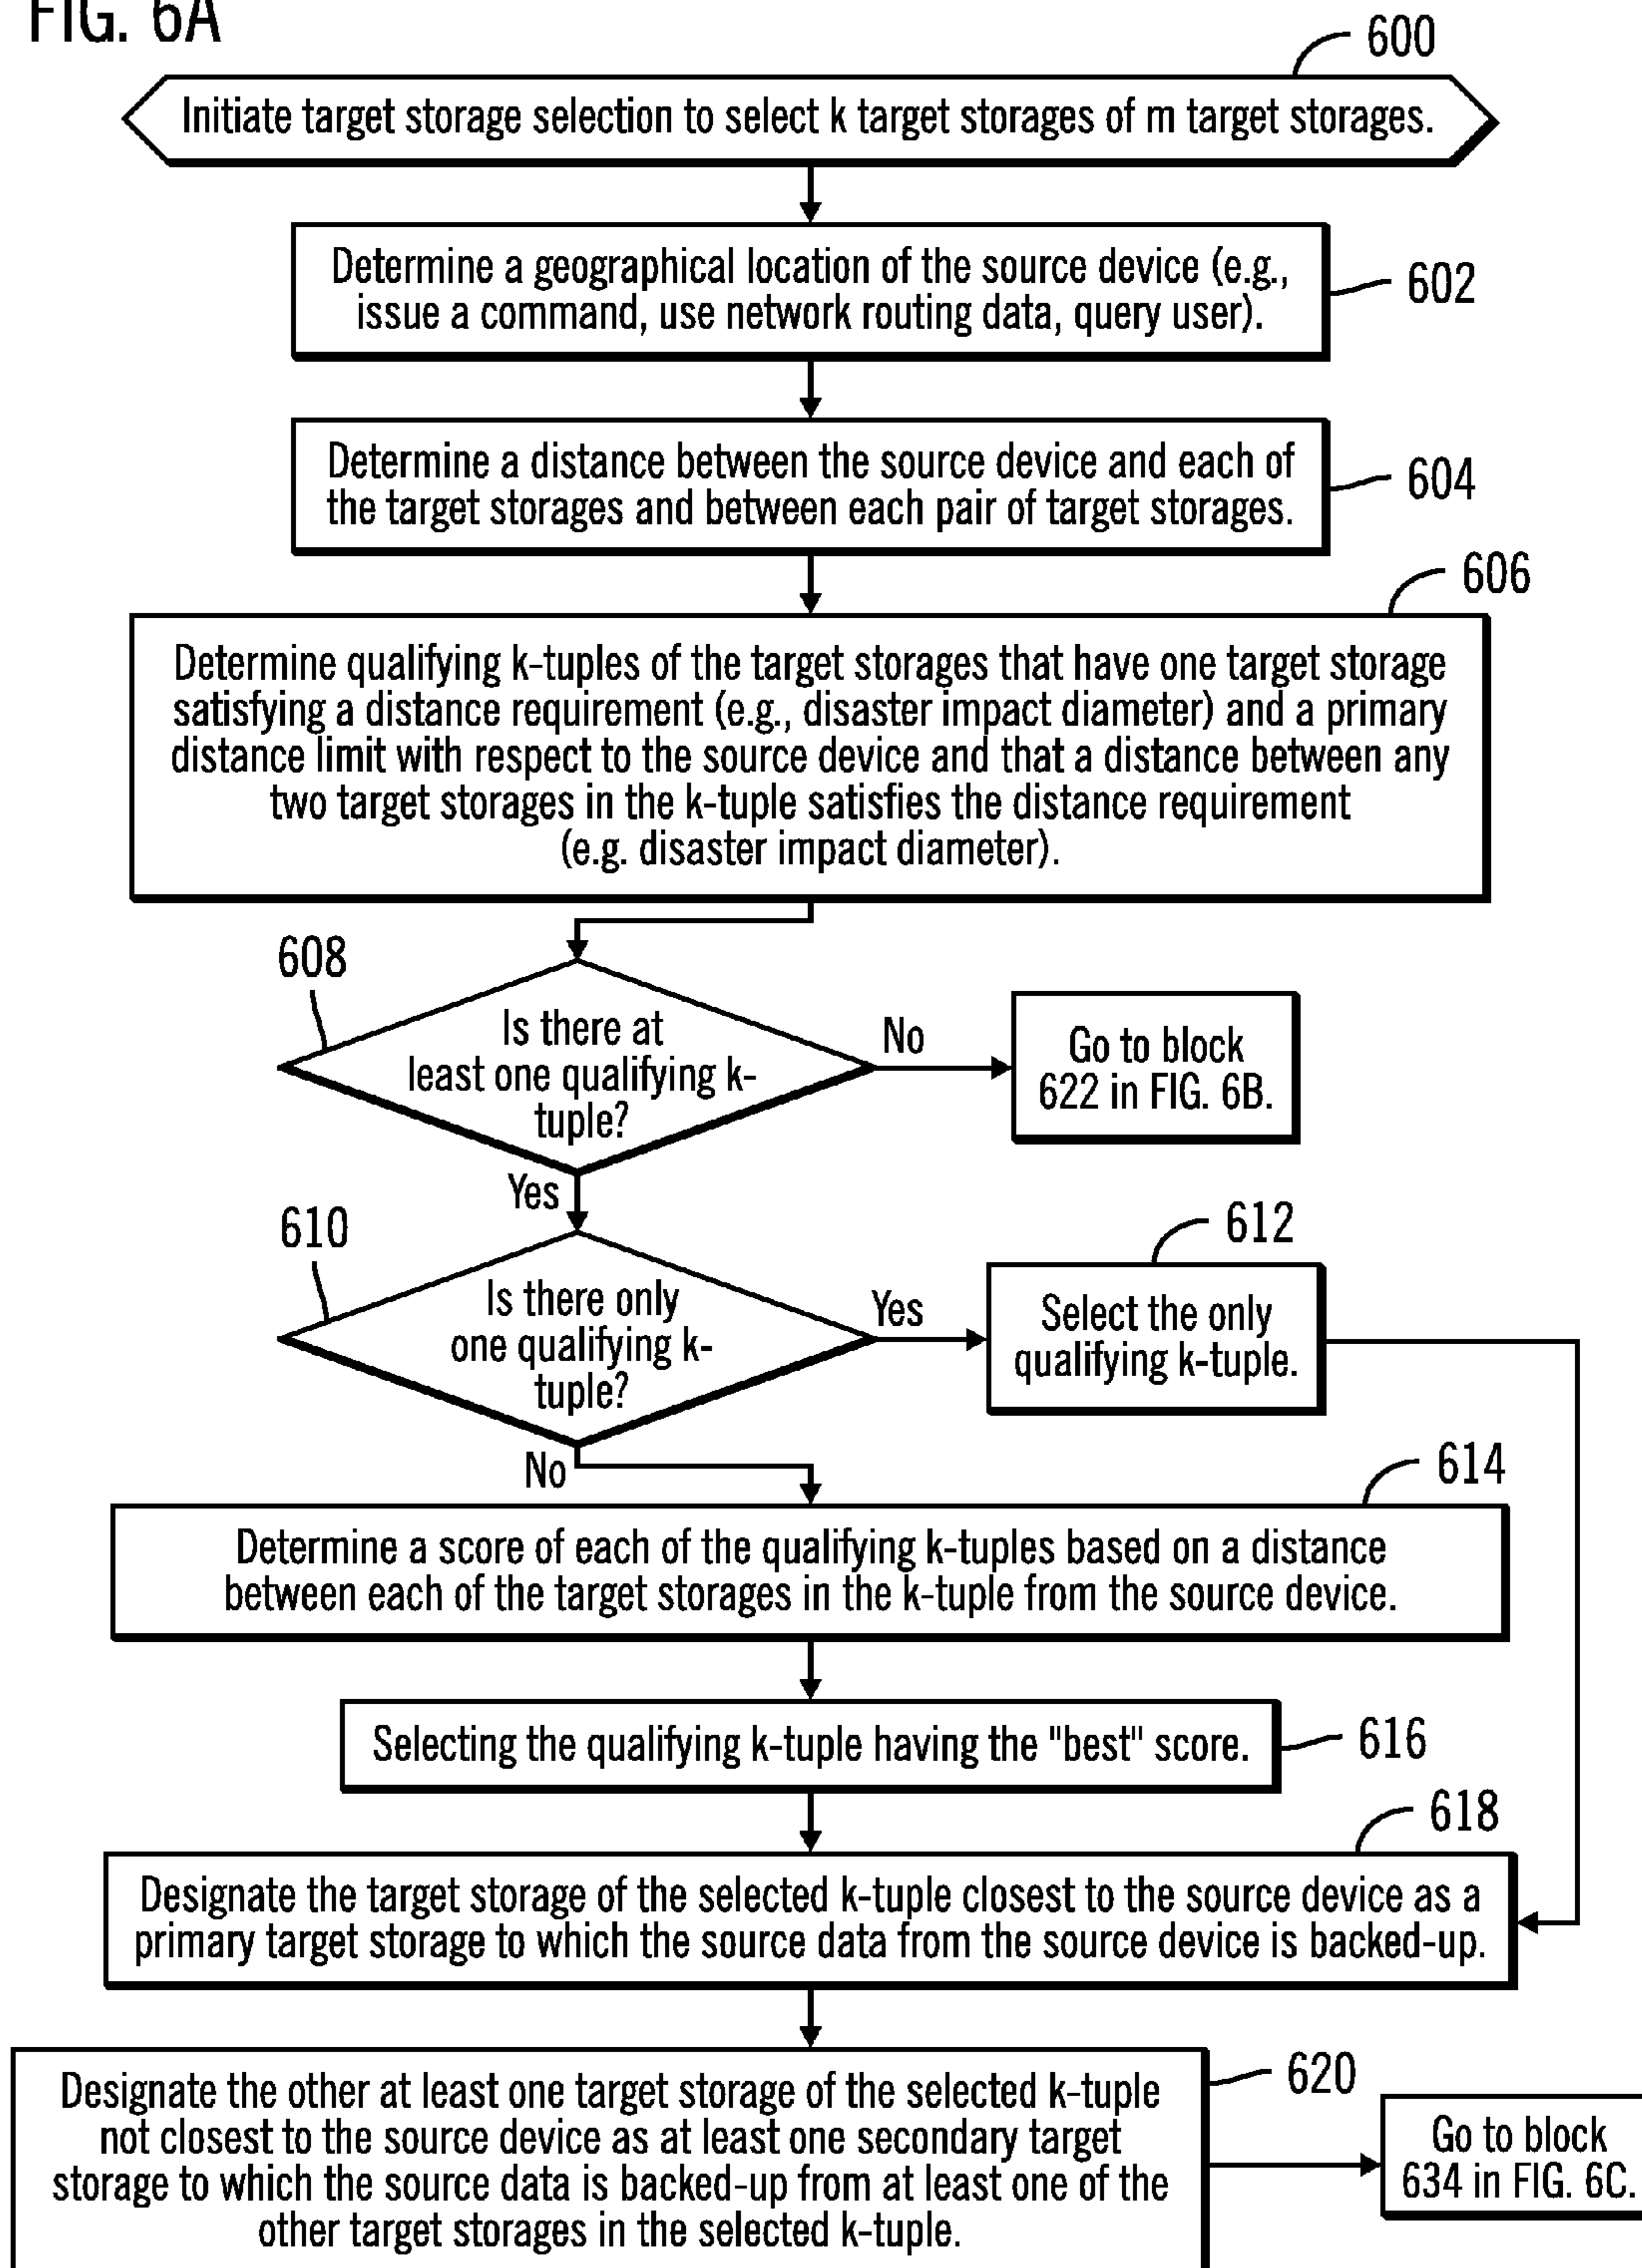 FIG. 6A
600
Initiate target storage selection to select k target storages of m target storages.
Determine a geographical location of the source device (e.g.,
issue a command, use network routing data, query user).
602
Determine a distance between the source device and each of
the target storages and between each pair of target storages.
604
606
Determine qualifying k-tuples of the target storages that have one target storage
satisfying a distance requirement (e.g., disaster impact diameter) and a primary
distance limit with respect to the source device and that a distance between any
two target storages in the k-tuple satisfies the distance requirement
(e.g. disaster impact diameter).
608
Is there at
least one qualifying k-
tuple?
No
Go to block
622 in FIG. 6B.
Yes
610
Is there only
one qualifying k-
tuple?
Yes
612
Select the only
qualifying k-tuple.
No
614
Determine a score of each of the qualifying k-tuples based on a distance
between each of the target storages in the k-tuple from the source device.
Selecting the qualifying k-tuple having the "best" score.
616
618
Designate the target storage of the selected k-tuple closest to the source device as a
primary target storage to which the source data from the source device is backed-up.
620
Designate the other at least one target storage of the selected k-tuple
not closest to the source device as at least one secondary target
storage to which the source data is backed-up from at least one of the
other target storages in the selected k-tuple.
Go to block
634 in FIG. 6C.